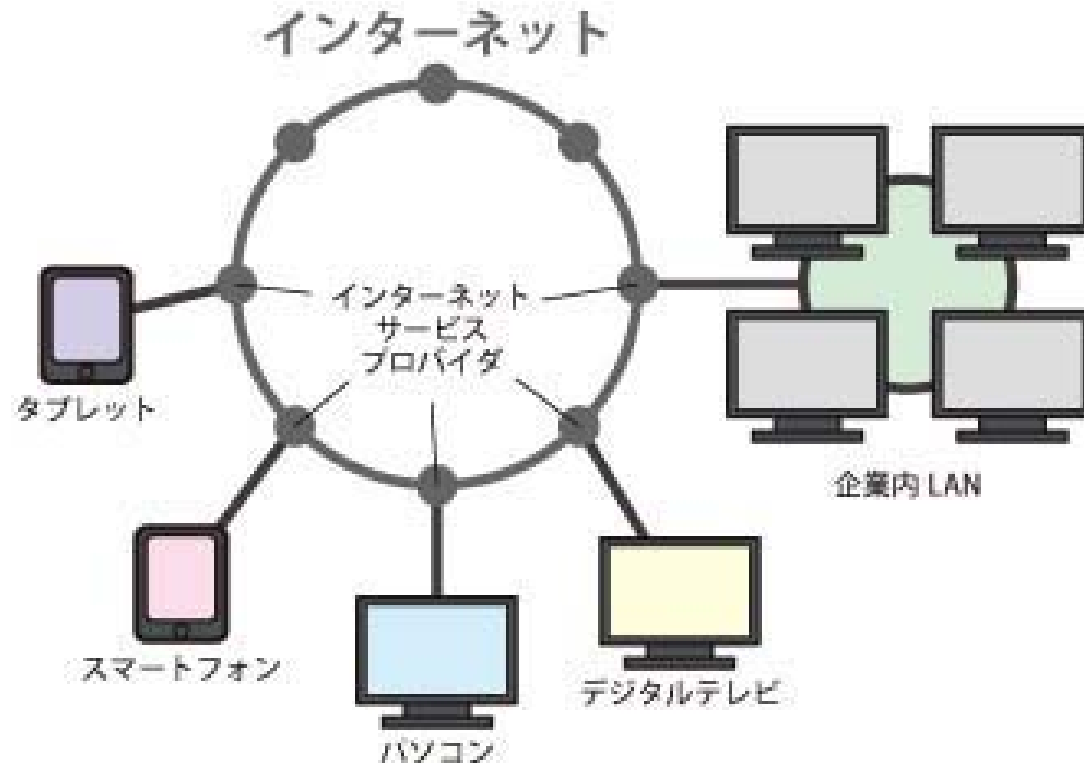 インターネット
インターネット
サービス
プロバイダ
タブレット
企業内 LAN
スマートフォン
デジタルテレビ
パソコン